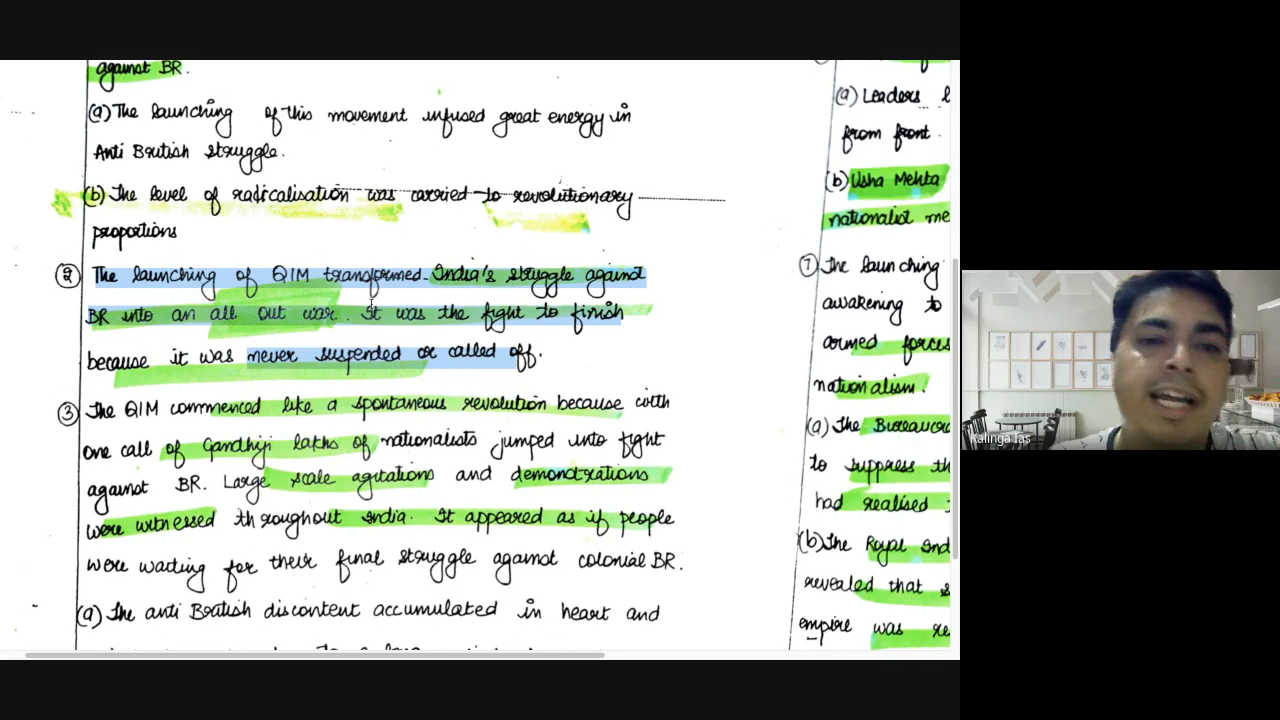 against BR.
(a) The launching of this movement infused great energy in
Anti British struggle.
(b) The level of radicalisation was carried to revolutionary
proportions
② The launching of QIM transformed India's struggle against
BR into an all out war. It was the fight to finish
because it was never suspended or called off.
③ The QIM commenced like a spontaneous revolution because with
one call of Gandhiji lakhs of nationalists jumped into fight
against BR. Large scale agitations and demonstrations
were witnessed throughout India. It appeared as if people
were waiting for their final struggle against colonial BR.
(a) The anti British discontent accumulated in heart and
(a) Leaders
from front.
(b) Usha Mehta
nationalist me
⑦ The launching
awakening to
armed forces
nationalism.
(a) The Bureaucra
to suppress th
had realised
(b) The Royal Ind
revealed that s
empire was re
Kalinga Ias